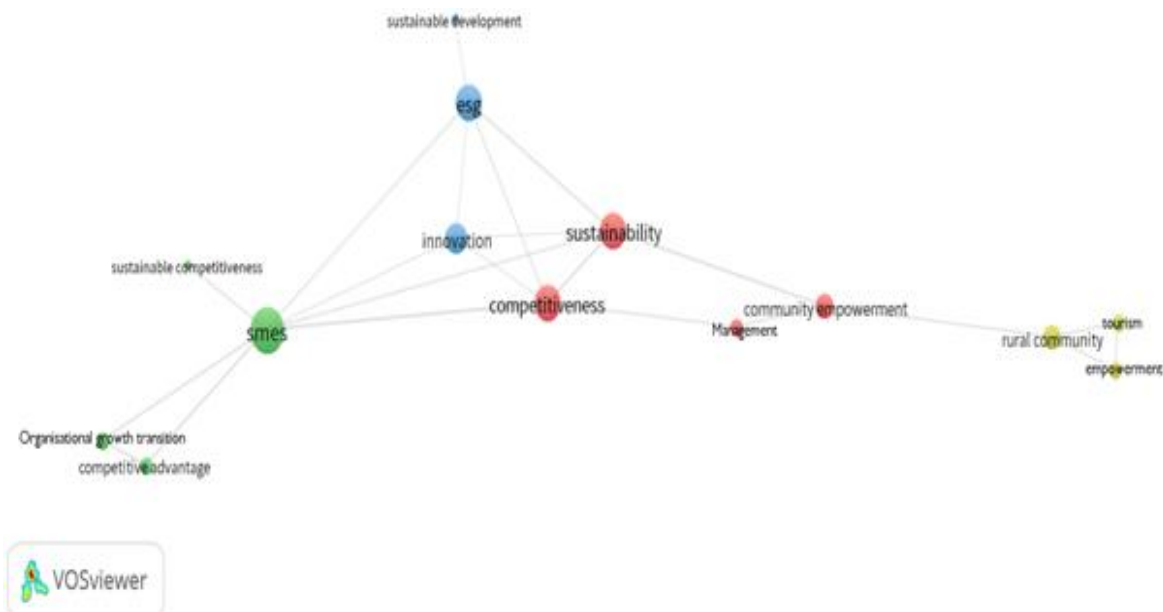 sustainable development
esg
innovation
sustainability
sustainable competitiveness
competitiveness
community empowerment
smes
Management
rural community
tourism
empowerment
Organisational growth transition
competitive advantage
VOSviewer